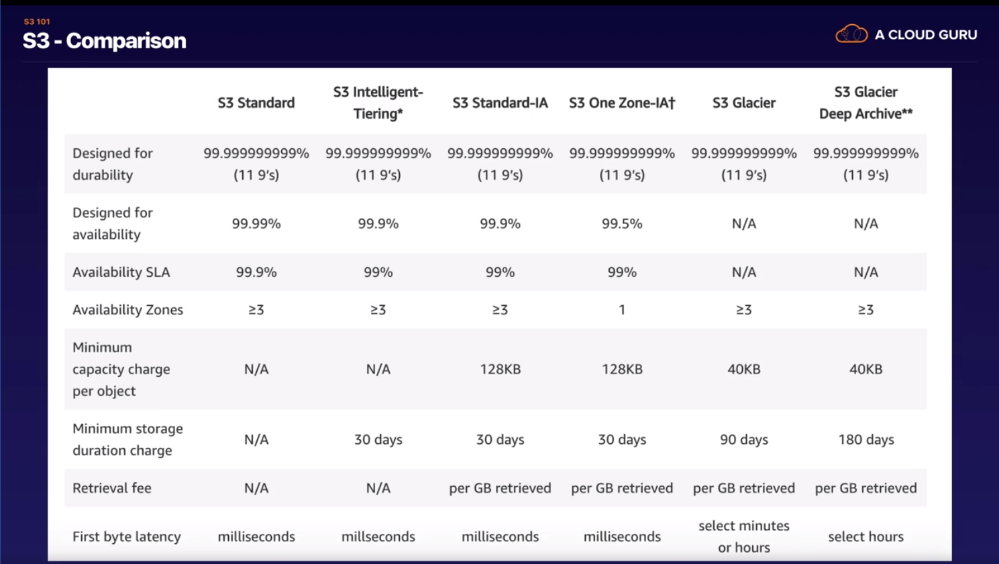 S3 101
S3 - Comparison
A CLOUD GURU
S3 Standard
S3 Intelligent-
Tiering*
S3 Standard-IA
S3 One Zone-IA†
S3 Glacier
S3 Glacier
Deep Archive**
Designed for
durability
99.999999999%
(11 9’s)
99.999999999%
(11 9’s)
99.999999999%
(11 9’s)
99.999999999%
(11 9’s)
99.999999999%
(11 9’s)
99.999999999%
(11 9’s)
Designed for
availability
99.99%
99.9%
99.9%
99.5%
N/A
N/A
Availability SLA
99.9%
99%
99%
99%
N/A
N/A
Availability Zones
≥3
≥3
≥3
1
≥3
≥3
Minimum
capacity charge
per object
N/A
N/A
128KB
128KB
40KB
40KB
Minimum storage
duration charge
N/A
30 days
30 days
30 days
90 days
180 days
Retrieval fee
N/A
N/A
per GB retrieved
per GB retrieved
per GB retrieved
per GB retrieved
First byte latency
milliseconds
millseconds
milliseconds
milliseconds
select minutes
or hours
select hours